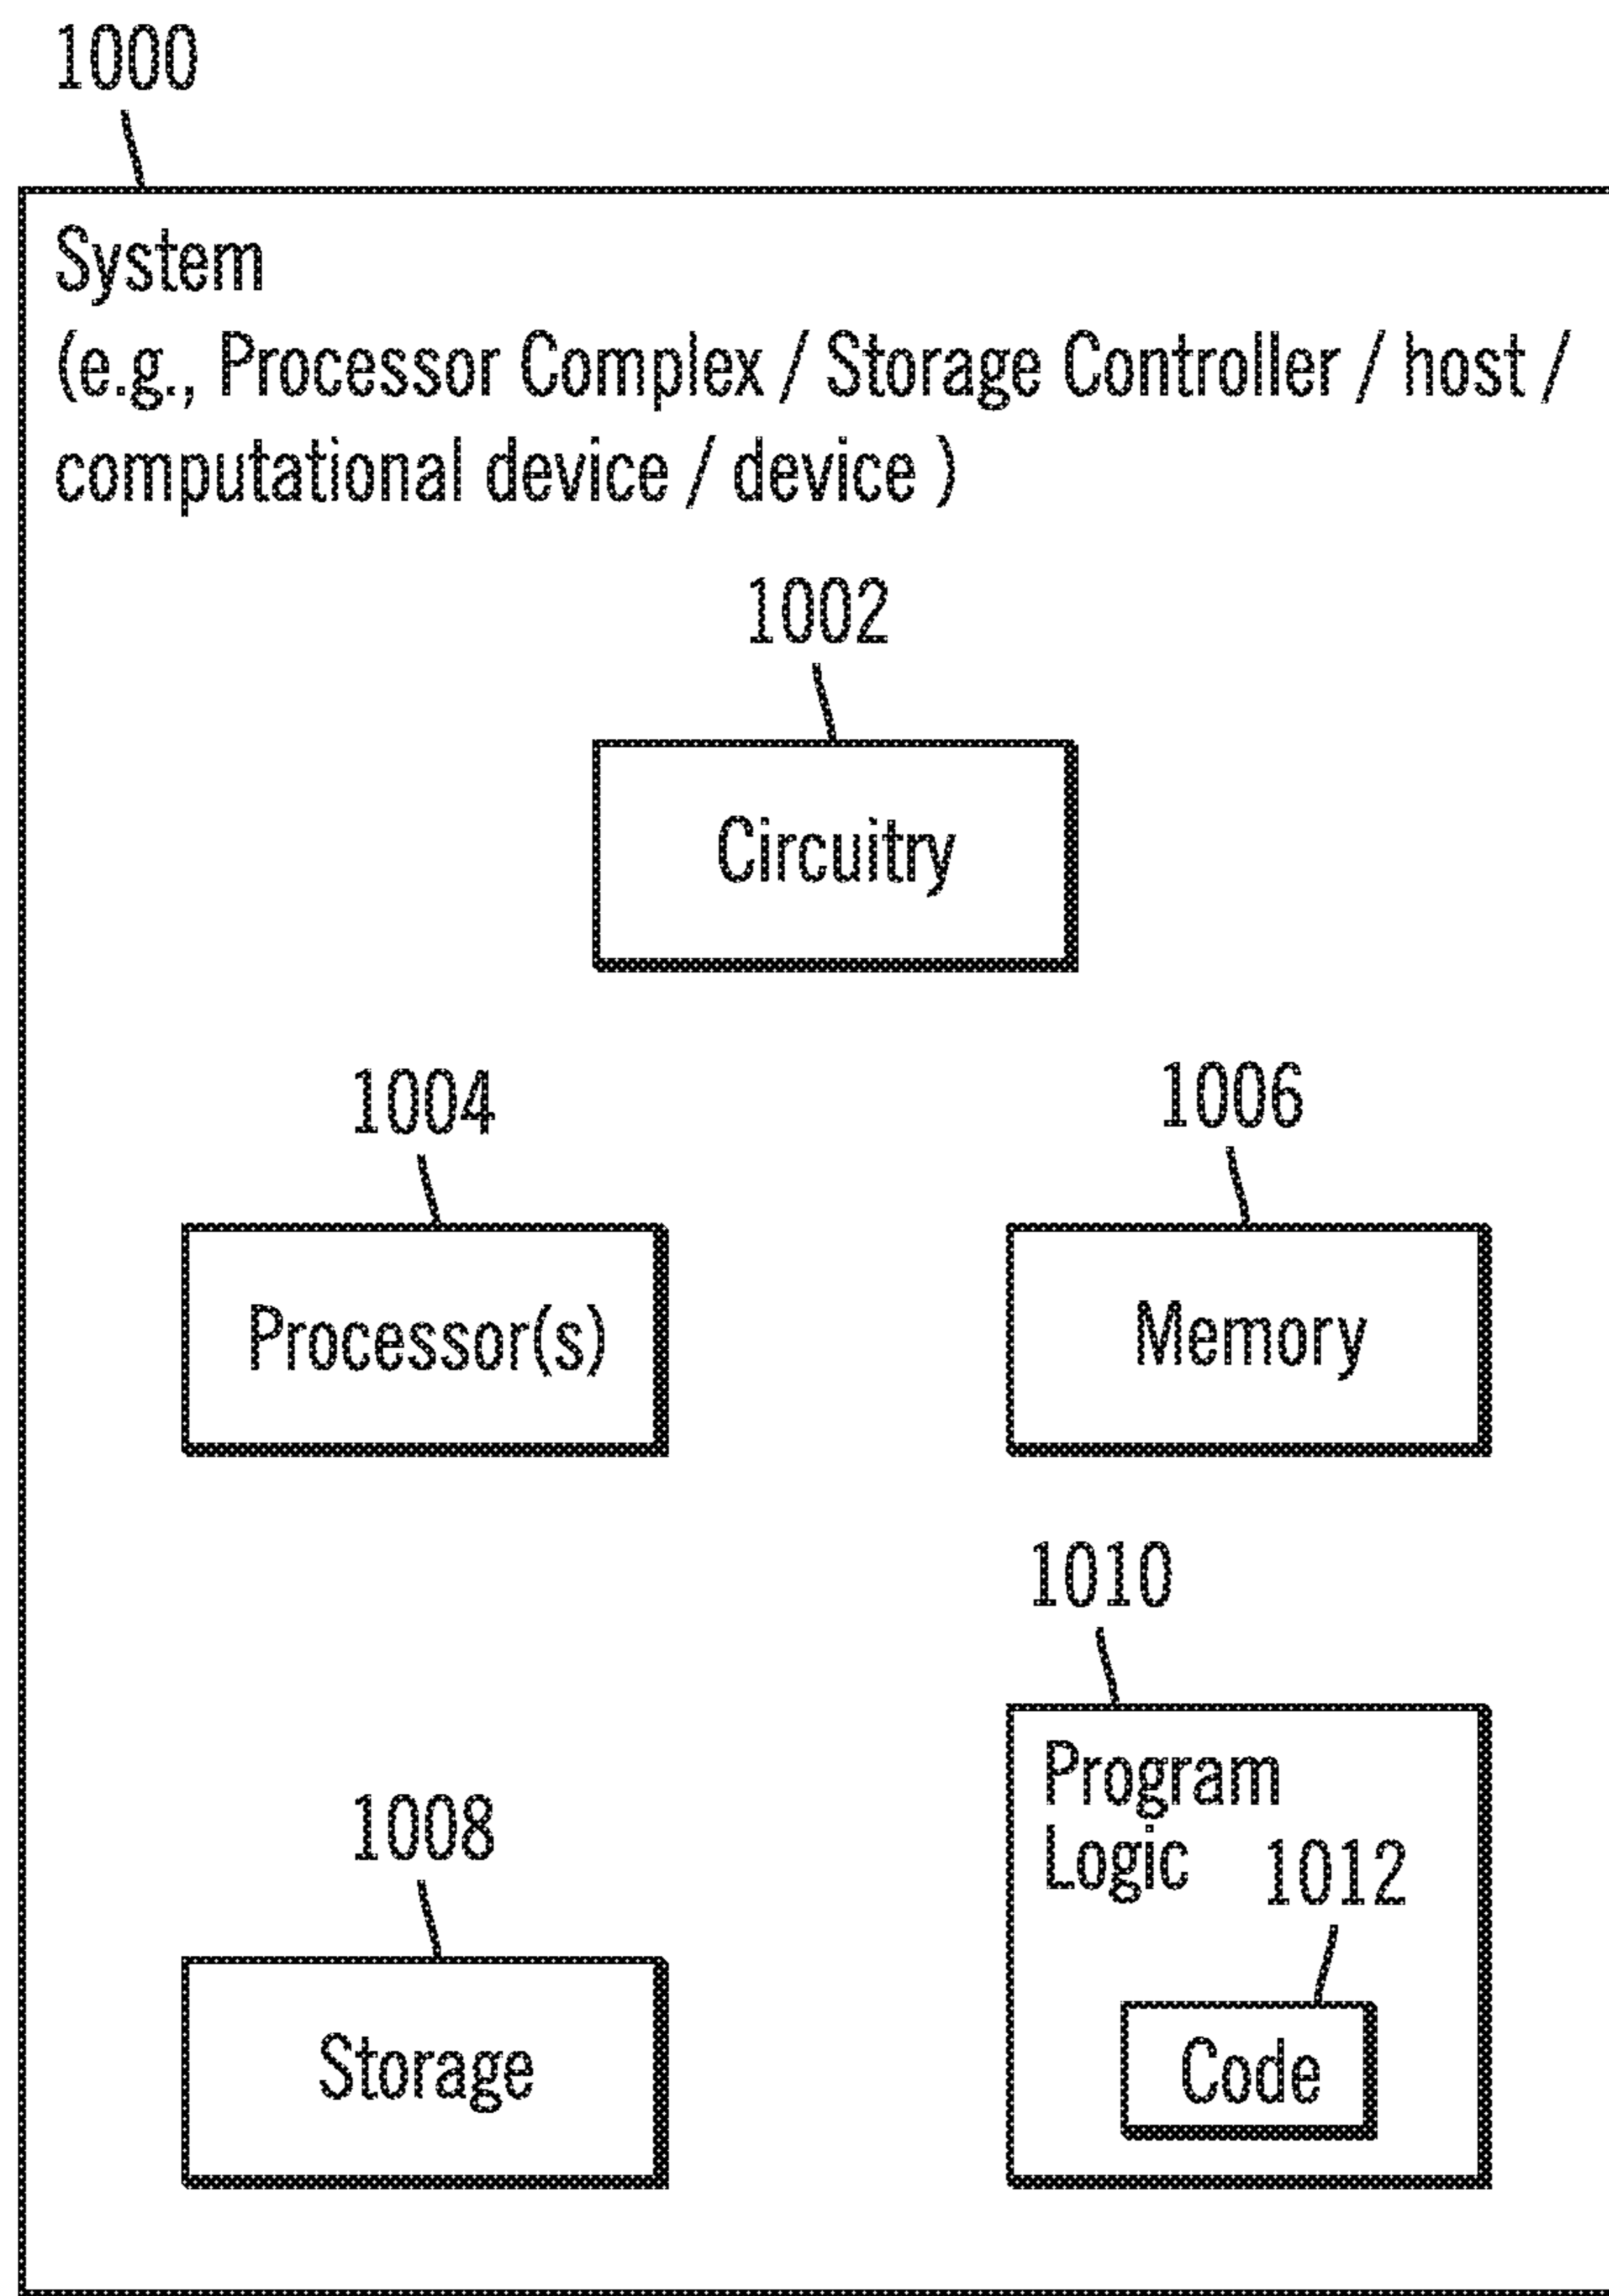 1000
System
(e.g., Processor Complex / Storage Controller / host /
computational device / device )
1002
Circuitry
1004
Processor(s)
1006
Memory
1008
Storage
1010
Program
Logic
1012
Code